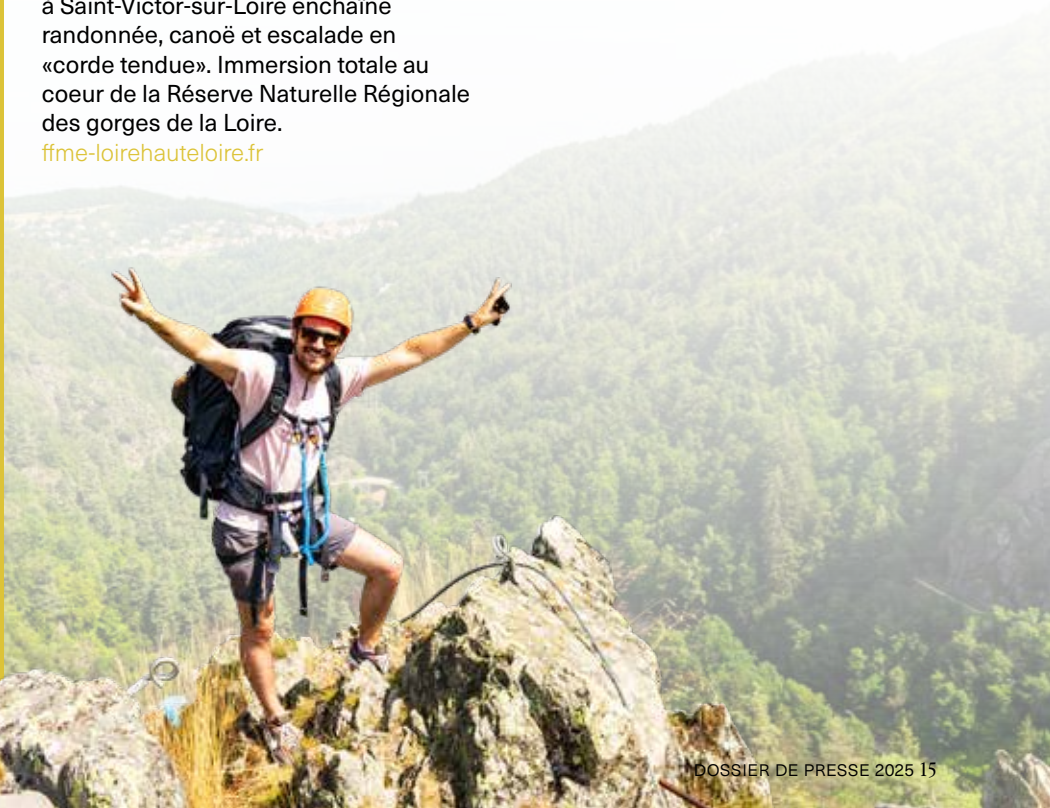 à Saint-Victor-sur-Loire enchaîne
randonnée, canoë et escalade en
«corde tendue». Immersion totale au
coeur de la Réserve Naturelle Régionale
des gorges de la Loire.
ffme-loirehauteloire.fr
DOSSIER DE PRESSE 2025 15